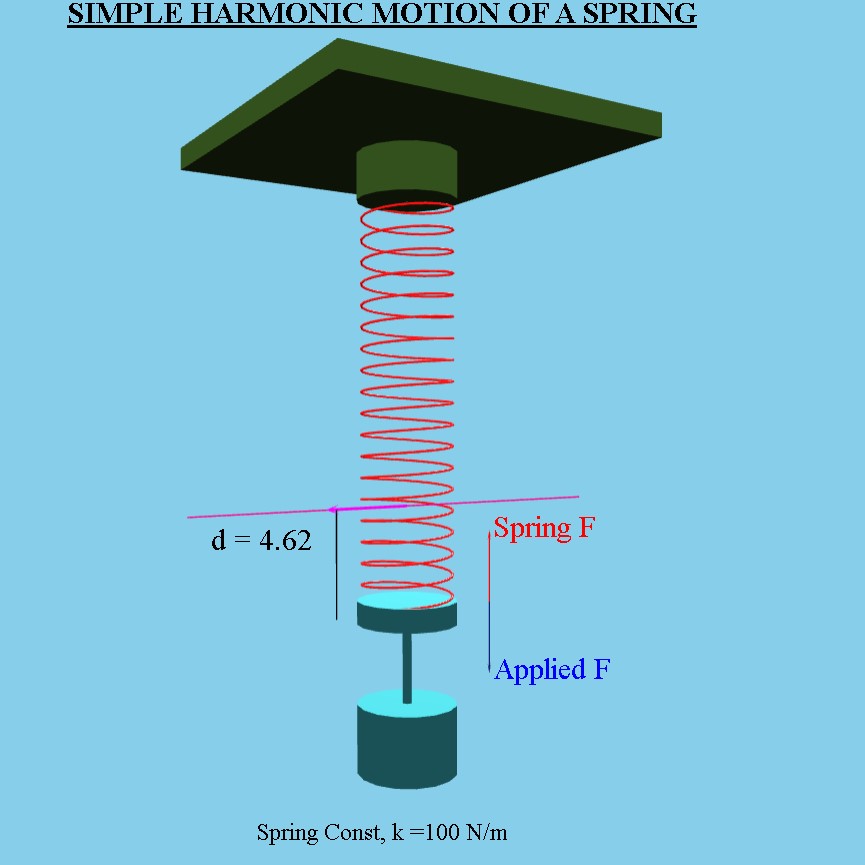 SIMPLE HARMONIC MOTION OF A SPRING
Spring F
d = 4.62
Applied F
Spring Const, k =100 N/m